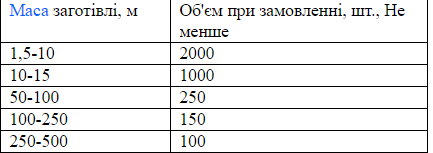 Маса заготівлі, м | Об'єм при замовленні, шт., Не менше
1,5-10 | 2000
10-15 | 1000
50-100 | 250
100-250 | 150
250-500 | 100